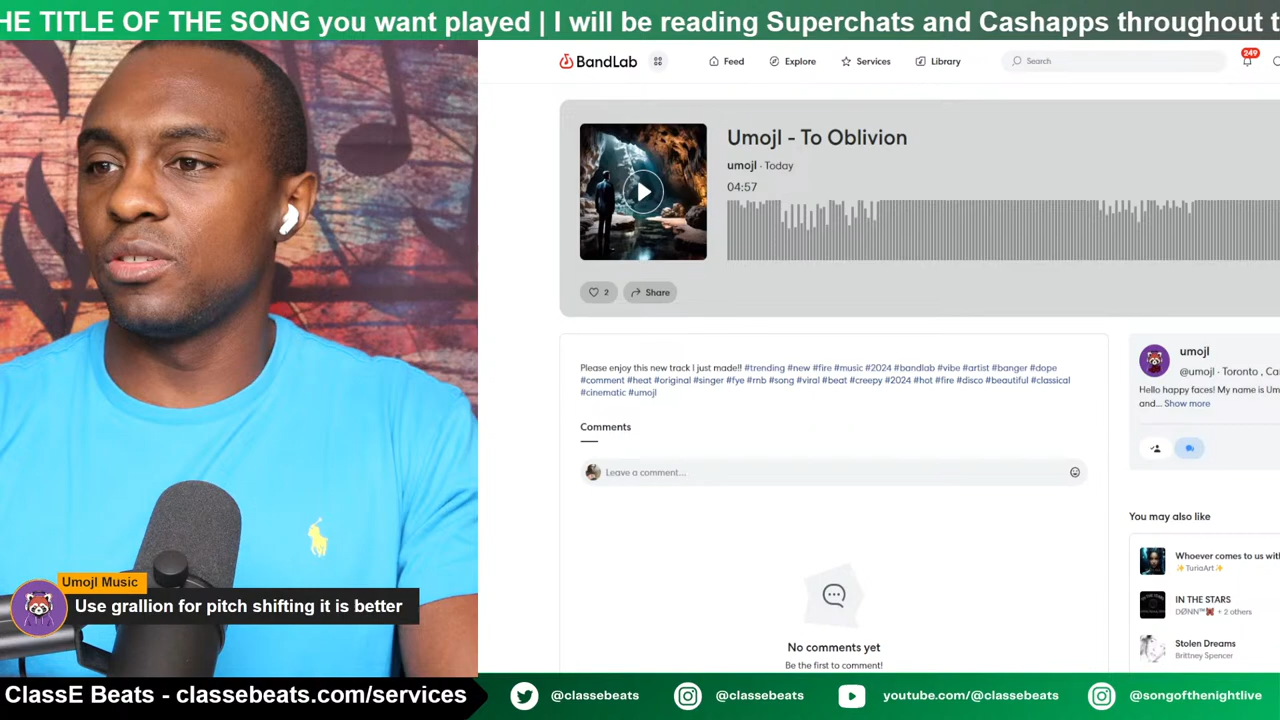 HE TITLE OF THE SONG you want played | I will be reading Superchats and Cashapps throughout t
BandLab
Feed
Explore
Services
Library
Search
249
Umojl - To Oblivion
umojl · Today
04:57
2
Share
Please enjoy this new track I just made!! #trending #new #fire #music #2024 #bandlab #vibe #artist #banger #dope
#comment #heat #original #singer #fye #rnb #song #viral #beat #creepy #2024 #hot #fire #disco #beautiful #classical
#cinematic #umojl
Comments
Leave a comment...
No comments yet
Be the first to comment!
umojl
@umojl · Toronto , Ca
Hello happy faces! My name is Um
and... Show more
You may also like
Whoever comes to us with
✨TuriaArt✨
IN THE STARS
+ 2 others
Stolen Dreams
Brittney Spencer
Umojl Music
Use grallion for pitch shifting it is better
ClassE Beats - classebeats.com/services
@classebeats
@classebeats
youtube.com/@classebeats
@songofthenightlive